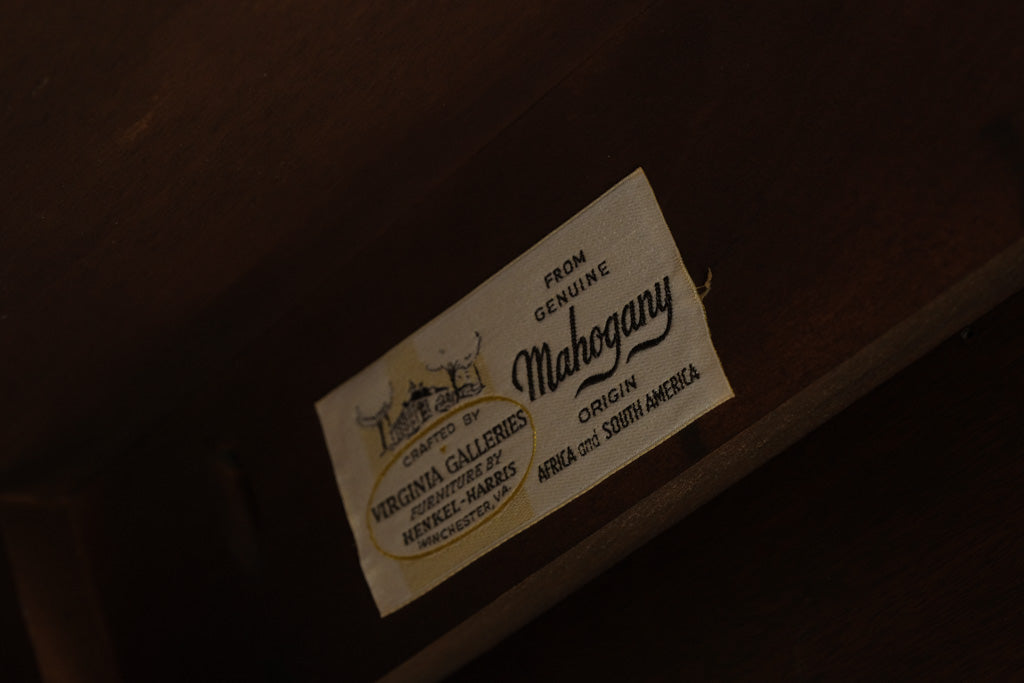 CRAFTED BY
VIRGINIA GALLERIES
FURNITURE BY
HENKEL-HARRIS
WINCHESTER, VA.
FROM
GENUINE
Mahogany
ORIGIN
AFRICA and SOUTH AMERICA